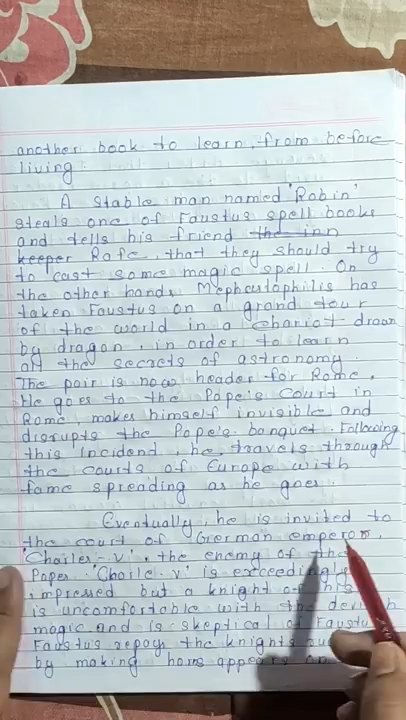 another book to learn, from before
living.
A stable man named 'Robin'
steals one of Faustus spell books
and tells his friend the inn
keeper Rafe, that they should try
to cast some magic spell. On
the other hand, Mephculophilis has
taken Faustus on a grand tour
of the world in a chariot drawn
by dragon, in order to learn
all the secrets of astronomy.
The pair is now header for Rome.
He goes to the Pope's court in
Rome, makes himself invisible and
disrupts the Pope's banquet. Following
this incident, he travels through
the courts of Europe with
fame spreading as he goes.
Eventually, he is invited to
the court of Grerman emperor,
'Charles-V', the enemy of the
Pope. 'Charle-V' is exceedingly
impressed but a knight of his
is uncomfortable with the
magic and is skeptical of Faustu
Faustus repays the knights
by making horns appears on